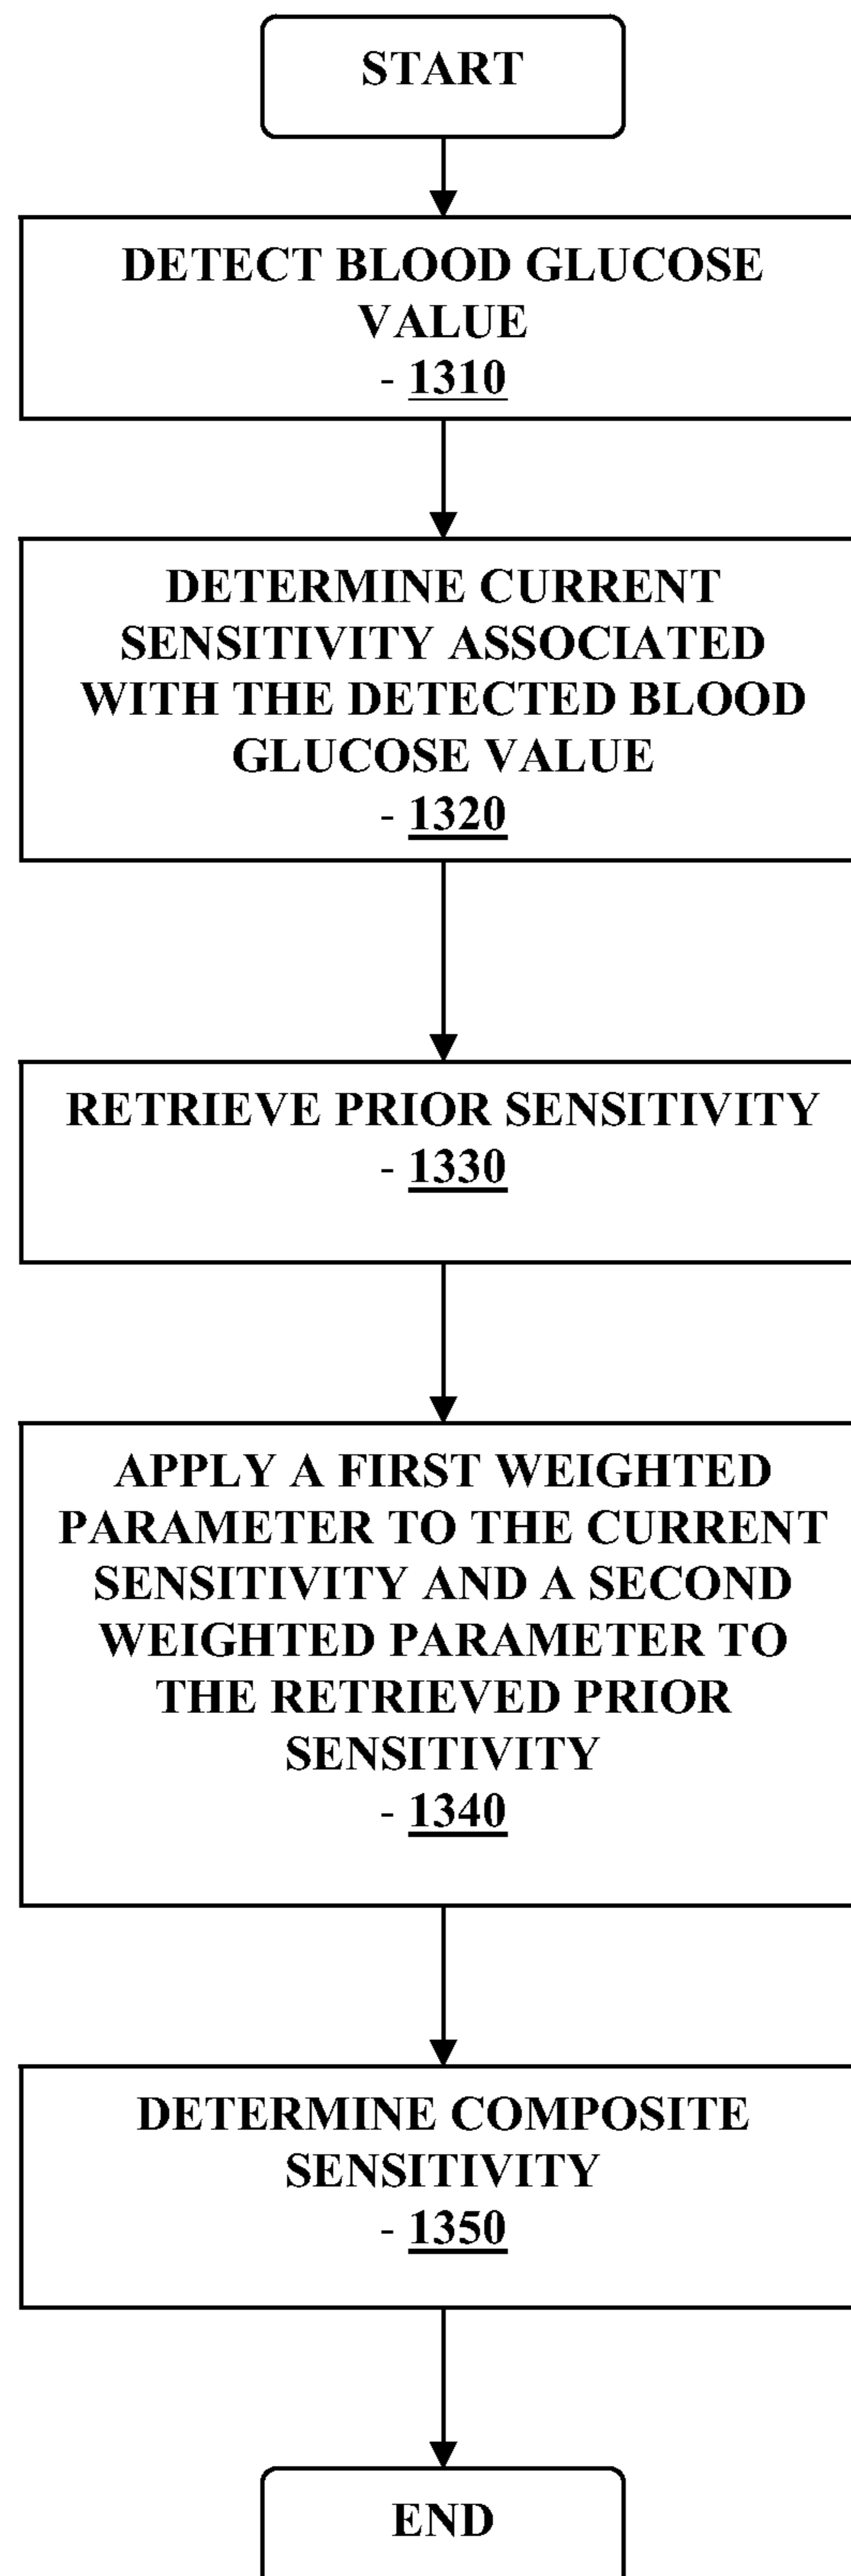 START
DETECT BLOOD GLUCOSE
VALUE
- 1310
DETERMINE CURRENT
SENSITIVITY ASSOCIATED
WITH THE DETECTED BLOOD
GLUCOSE VALUE
- 1320
RETRIEVE PRIOR SENSITIVITY
- 1330
APPLY A FIRST WEIGHTED
PARAMETER TO THE CURRENT
SENSITIVITY AND A SECOND
WEIGHTED PARAMETER TO
THE RETRIEVED PRIOR
SENSITIVITY
- 1340
DETERMINE COMPOSITE
SENSITIVITY
- 1350
END